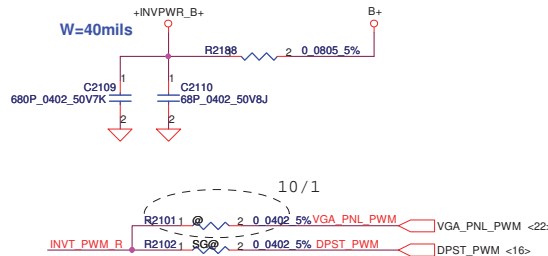 +INVPWR_B+ B+
W=40mils
R2188 1 2 0_0805_5%
1 1
C2109 C2110
680P_0402_50V7K 68P_0402_50V8J
2 2
10/1
R2101 1 @ 2 0_0402_5% VGA_PNL_PWM VGA_PNL_PWM <22>
INVT_PWM_R R2102 1 SG@ 2 0_0402_5% DPST_PWM DPST_PWM <16>